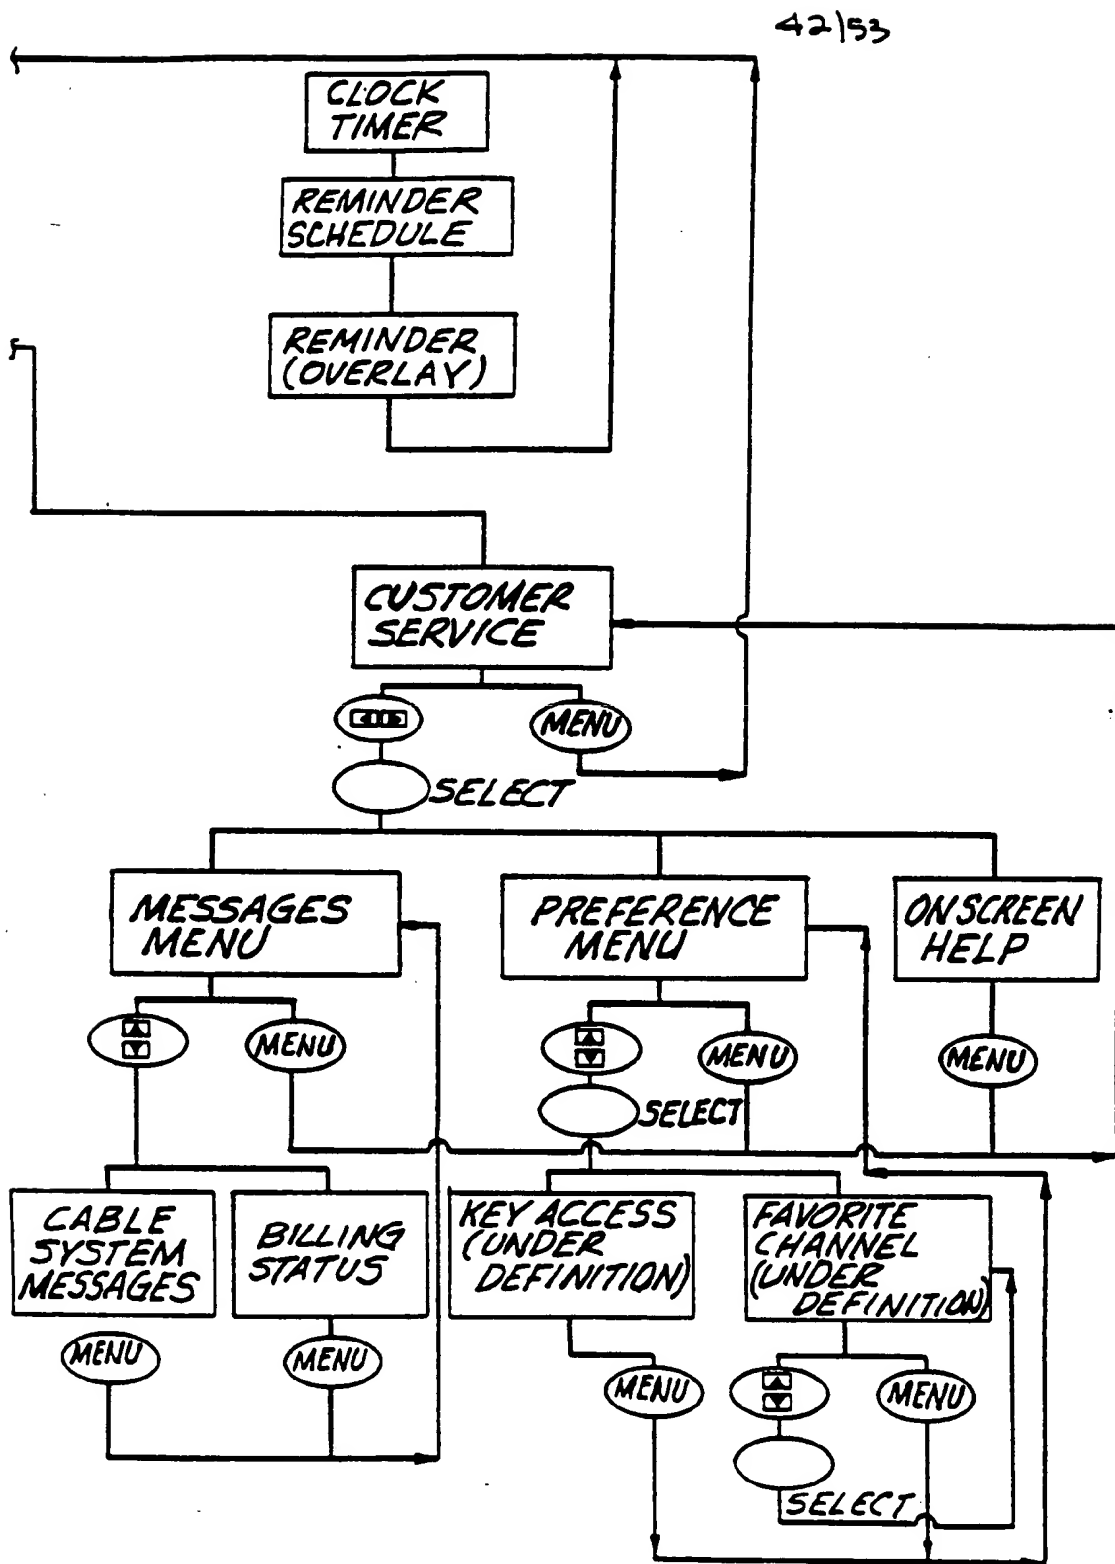 42/53
CLOCK
TIMER
REMINDER
SCHEDULE
REMINDER
(OVERLAY)
CUSTOMER
SERVICE
MENU
SELECT
MESSAGES
MENU
PREFERENCE
MENU
ON SCREEN
HELP
MENU
MENU
MENU
SELECT
CABLE
SYSTEM
MESSAGES
BILLING
STATUS
KEY ACCESS
(UNDER
DEFINITION)
FAVORITE
CHANNEL
(UNDER
DEFINITION)
MENU
MENU
MENU
MENU
SELECT